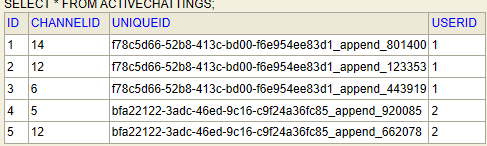 SELECT * FROM ACTIVECHATTINGS;
ID CHANNELID UNIQUEID USERID
1 14 f78c5d66-52b8-413c-bd00-f6e954ee83d1_append_801400 1
2 12 f78c5d66-52b8-413c-bd00-f6e954ee83d1_append_123353 1
3 6 f78c5d66-52b8-413c-bd00-f6e954ee83d1_append_443919 1
4 5 bfa22122-3adc-46ed-9c16-c9f24a36fc85_append_920085 2
5 12 bfa22122-3adc-46ed-9c16-c9f24a36fc85_append_662078 2